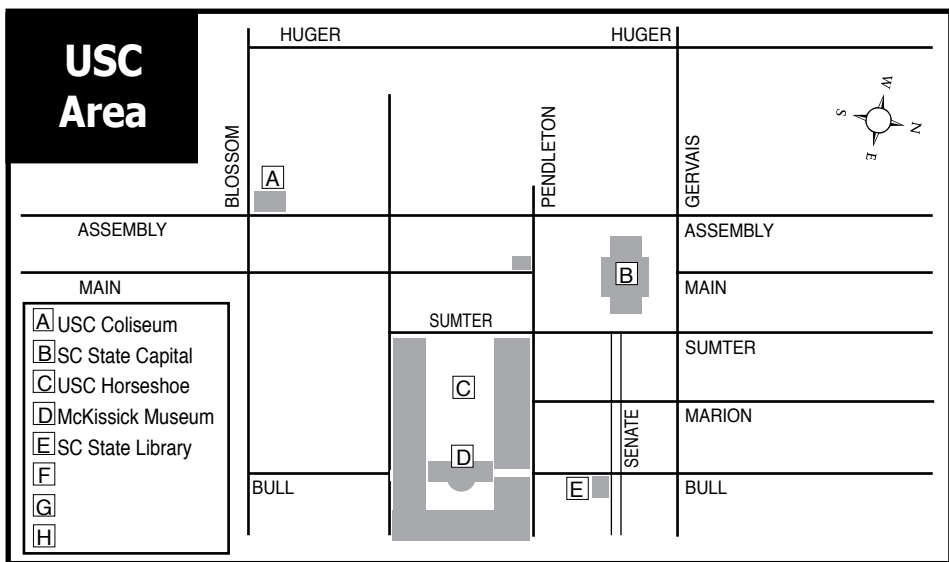 USC
Area
HUGER
HUGER
W
S
N
E
BLOSSOM
PENDLETON
GERVAIS
A
ASSEMBLY
ASSEMBLY
B
MAIN
MAIN
SUMTER
SUMTER
C
MARION
SENATE
D
BULL
E
BULL
A USC Coliseum
B SC State Capital
C USC Horseshoe
D McKissick Museum
E SC State Library
F
G
H